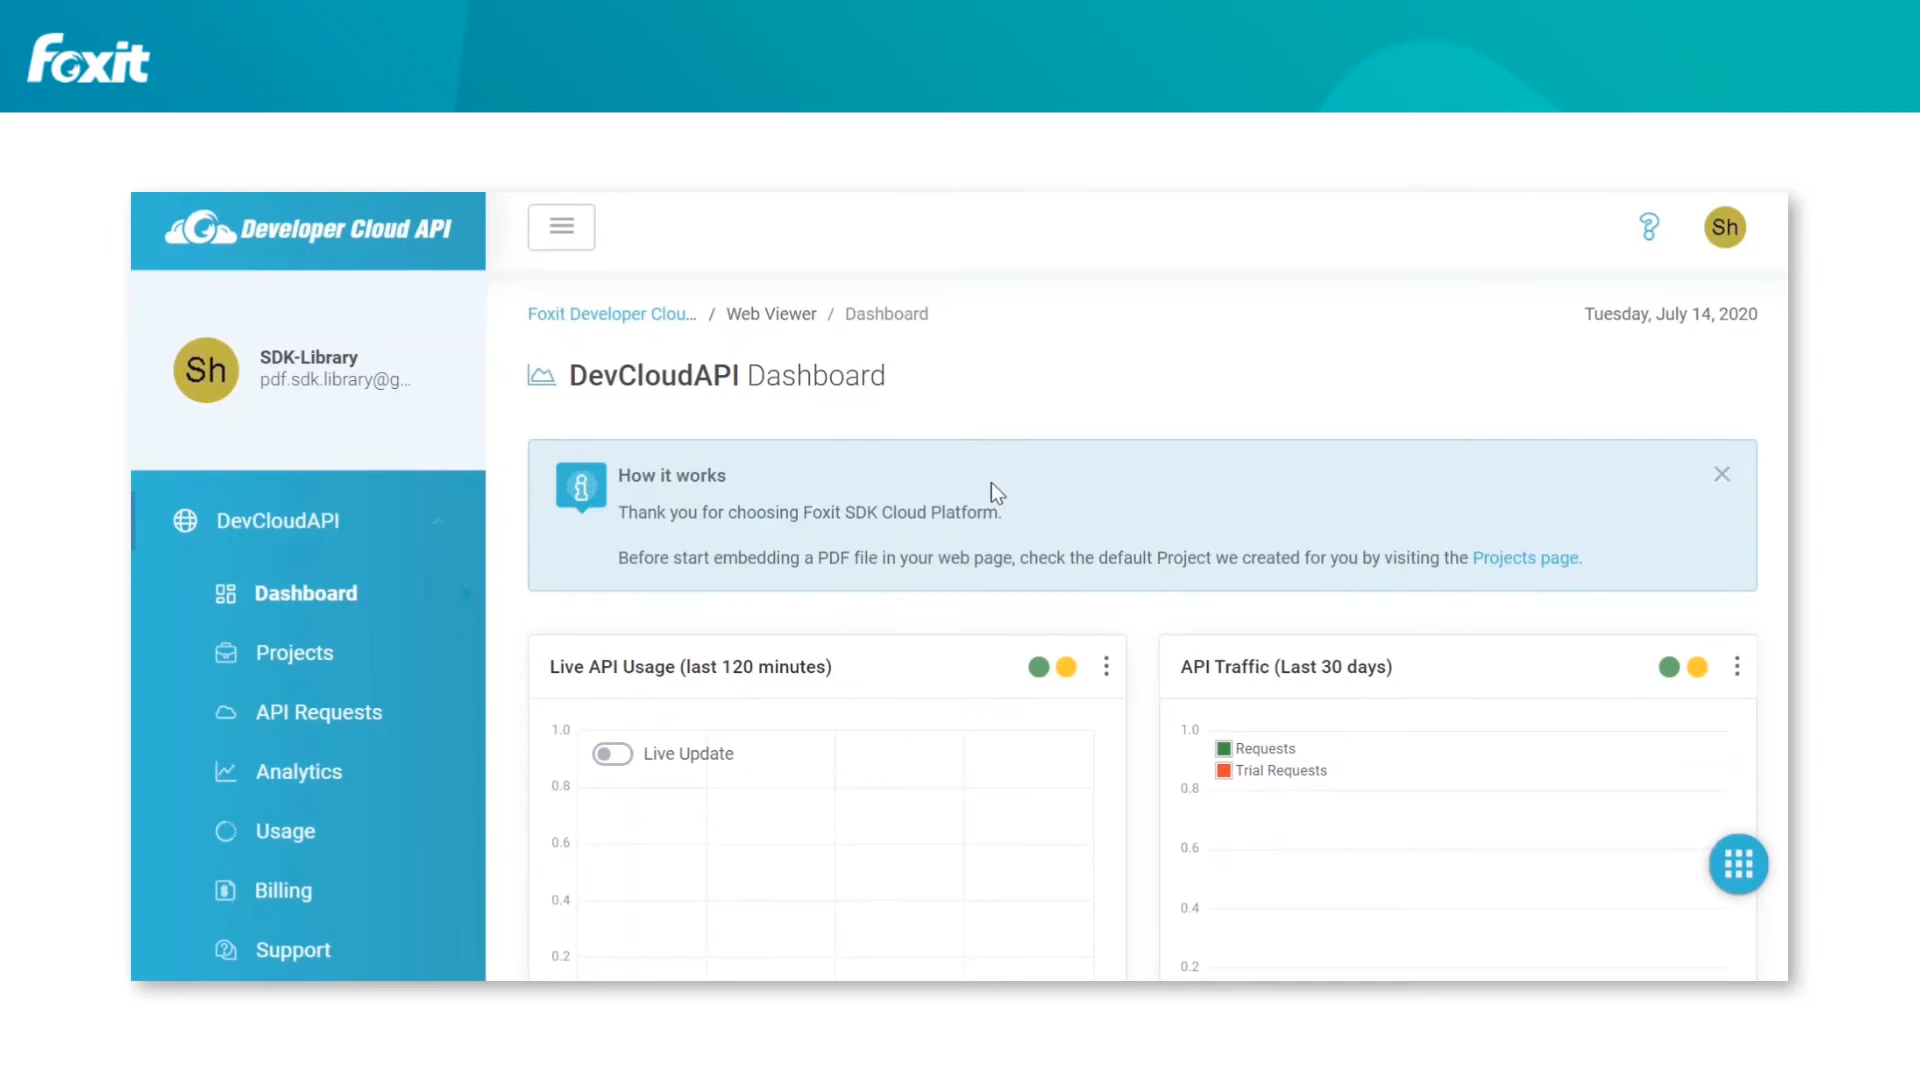 Foxit
Developer Cloud API
Sh
Foxit Developer Clou... / Web Viewer / Dashboard
Tuesday, July 14, 2020
Sh
SDK-Library
pdf.sdk.library@g...
DevCloudAPI Dashboard
How it works
Thank you for choosing Foxit SDK Cloud Platform.
Before start embedding a PDF file in your web page, check the default Project we created for you by visiting the Projects page.
DevCloudAPI
Dashboard
Projects
API Requests
Analytics
Usage
Billing
Support
Live API Usage (last 120 minutes)
1.0
Live Update
0.8
0.6
0.4
0.2
API Traffic (Last 30 days)
1.0
Requests
Trial Requests
0.8
0.6
0.4
0.2